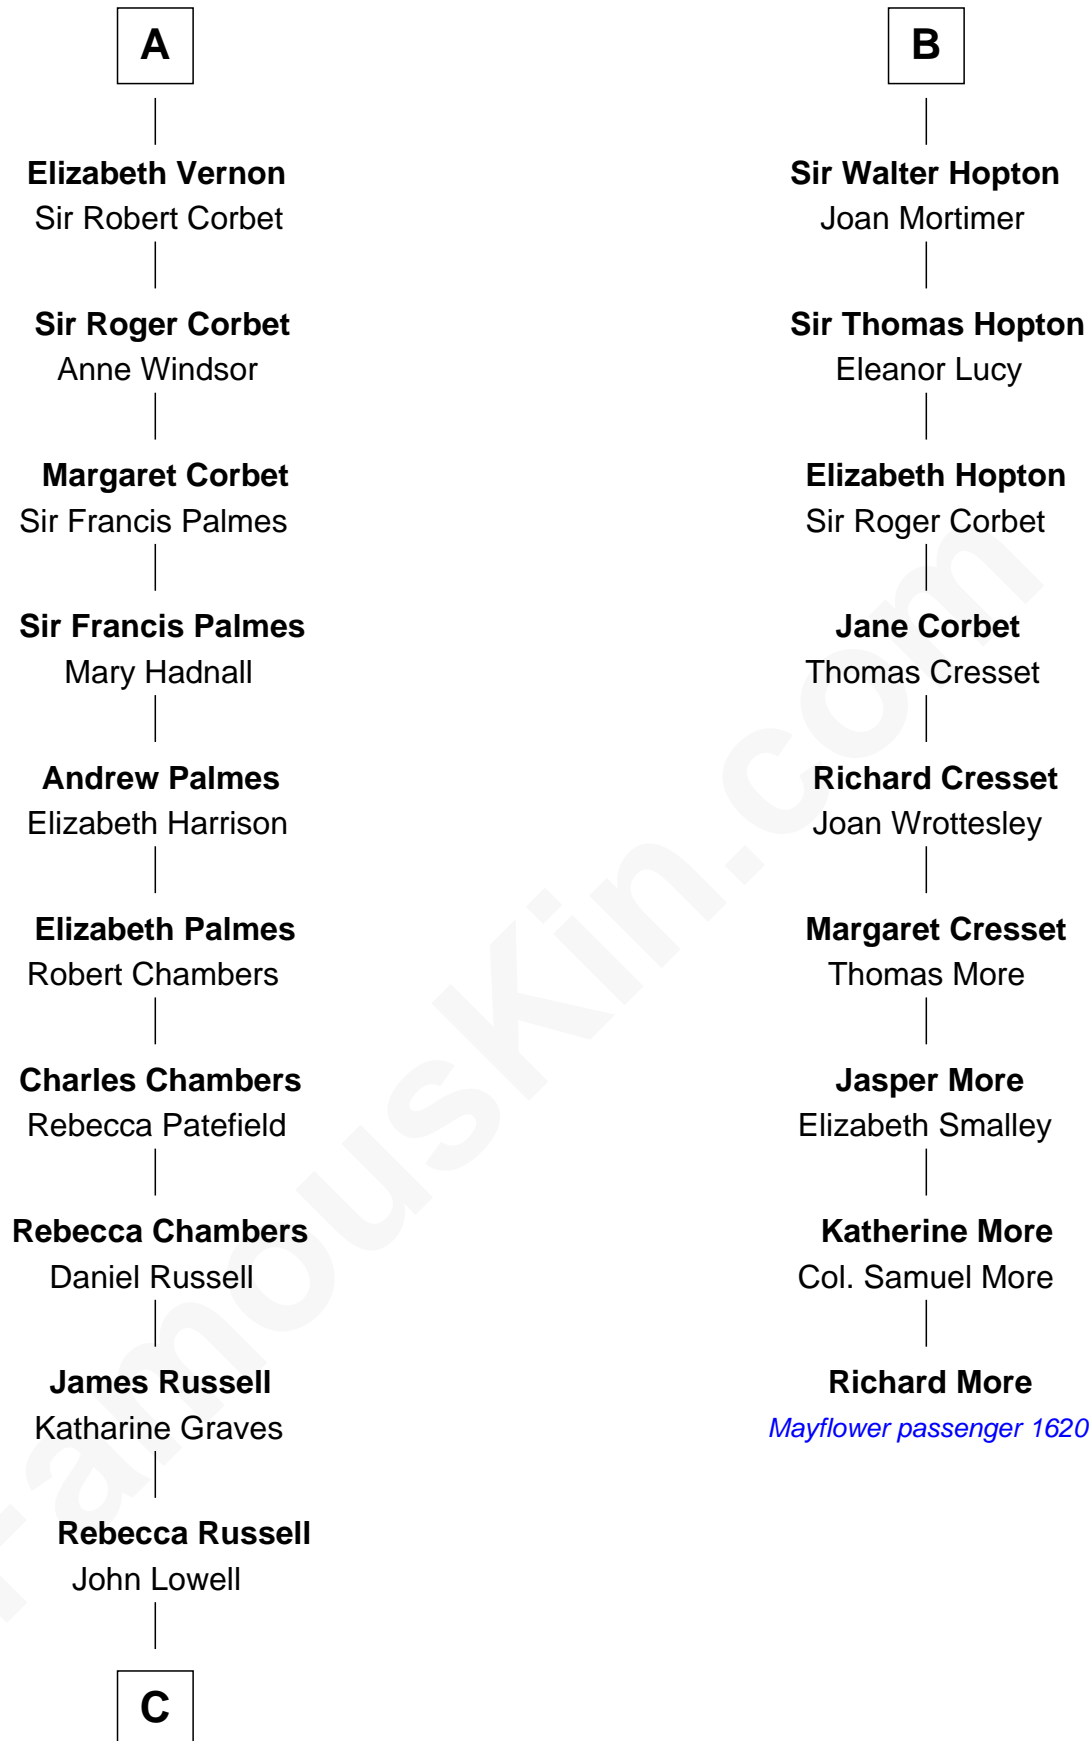 A
Elizabeth Vernon
Sir Robert Corbet
Sir Roger Corbet
Anne Windsor
Margaret Corbet
Sir Francis Palmes
Sir Francis Palmes
Mary Hadnall
Andrew Palmes
Elizabeth Harrison
Elizabeth Palmes
Robert Chambers
Charles Chambers
Rebecca Patefield
Rebecca Chambers
Daniel Russell
James Russell
Katharine Graves
Rebecca Russell
John Lowell
C
B
Sir Walter Hopton
Joan Mortimer
Sir Thomas Hopton
Eleanor Lucy
Elizabeth Hopton
Sir Roger Corbet
Jane Corbet
Thomas Cresset
Richard Cresset
Joan Wrottesley
Margaret Cresset
Thomas More
Jasper More
Elizabeth Smalley
Katherine More
Col. Samuel More
Richard More
Mayflower passenger 1620
FamousKin.com